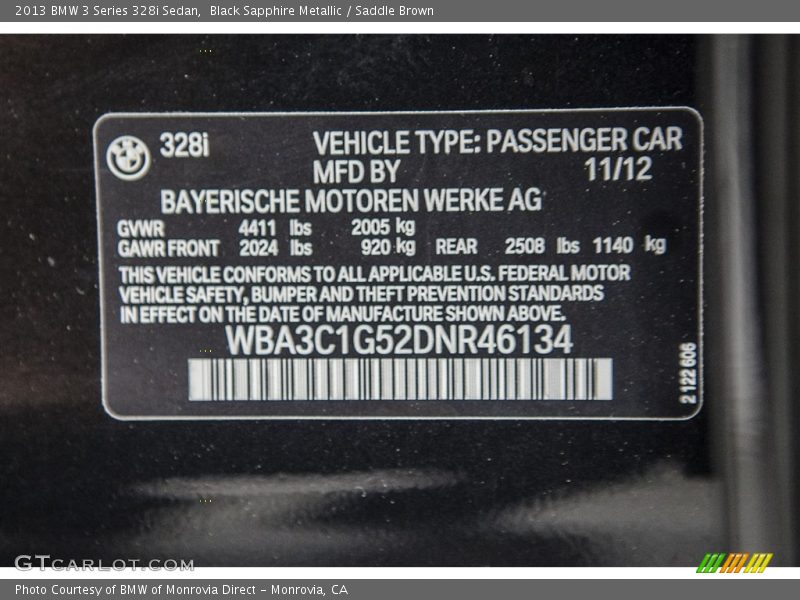 2013 BMW 3 Series 328i Sedan, Black Sapphire Metallic / Saddle Brown
328i VEHICLE TYPE: PASSENGER CAR
MFD BY 11/12
BAYERISCHE MOTOREN WERKE AG
GVWR 4411 lbs 2005 kg
GAWR FRONT 2024 lbs 920 kg REAR 2508 lbs 1140 kg
THIS VEHICLE CONFORMS TO ALL APPLICABLE U.S. FEDERAL MOTOR
VEHICLE SAFETY, BUMPER AND THEFT PREVENTION STANDARDS
IN EFFECT ON THE DATE OF MANUFACTURE SHOWN ABOVE.
WBA3C1G52DNR46134
2 122 606
GTCARLOT.COM
Photo Courtesy of BMW of Monrovia Direct - Monrovia, CA